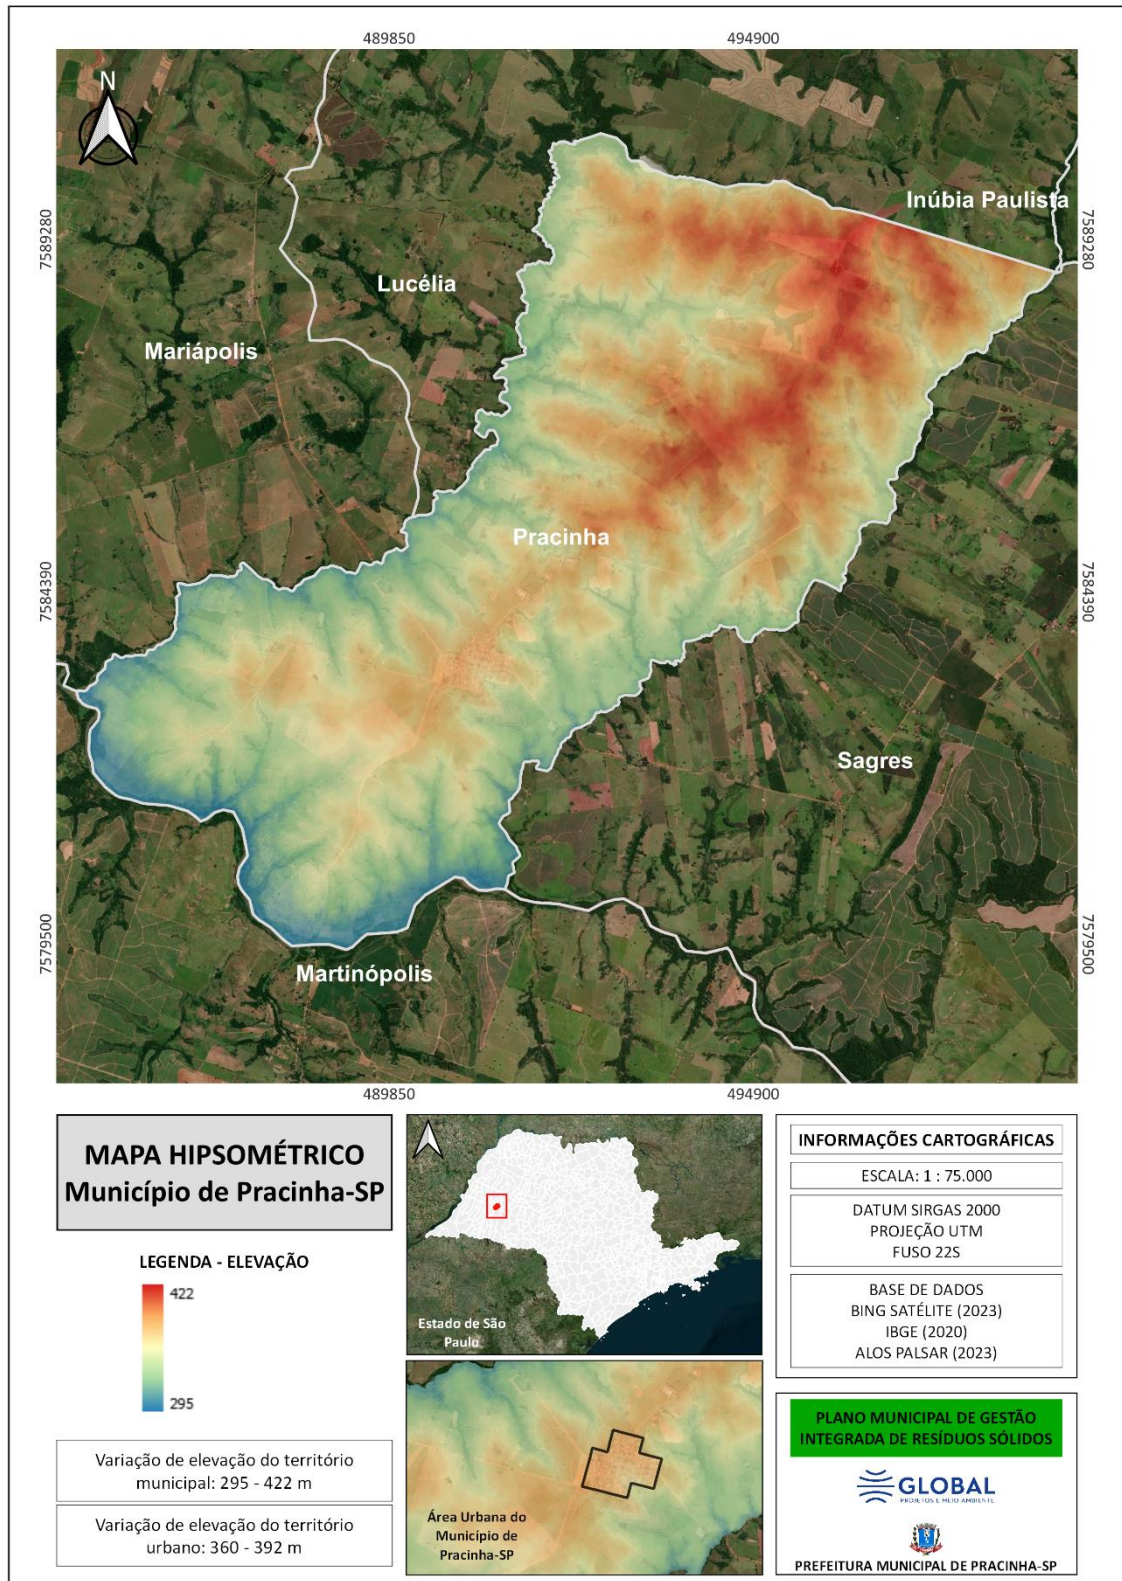 489850
494900
N
7589280
Inúbia Paulista
7589280
Lucélia
Mariápolis
Pracinha
7584390
7584390
Sagres
7579500
7579500
Martinópolis
489850
494900
MAPA HIPSOMÉTRICO
Município de Pracinha-SP
LEGENDA - ELEVAÇÃO
422
295
Variação de elevação do território
municipal: 295 - 422 m
Variação de elevação do território
urbano: 360 - 392 m
Estado de São
Paulo
Área Urbana do
Município de
Pracinha-SP
INFORMAÇÕES CARTOGRÁFICAS
ESCALA: 1 : 75.000
DATUM SIRGAS 2000
PROJEÇÃO UTM
FUSO 22S
BASE DE DADOS
BING SATÉLITE (2023)
IBGE (2020)
ALOS PALSAR (2023)
PLANO MUNICIPAL DE GESTÃO
INTEGRADA DE RESÍDUOS SÓLIDOS
GLOBAL
PROJETOS E MEIO AMBIENTE
PREFEITURA MUNICIPAL DE PRACINHA-SP